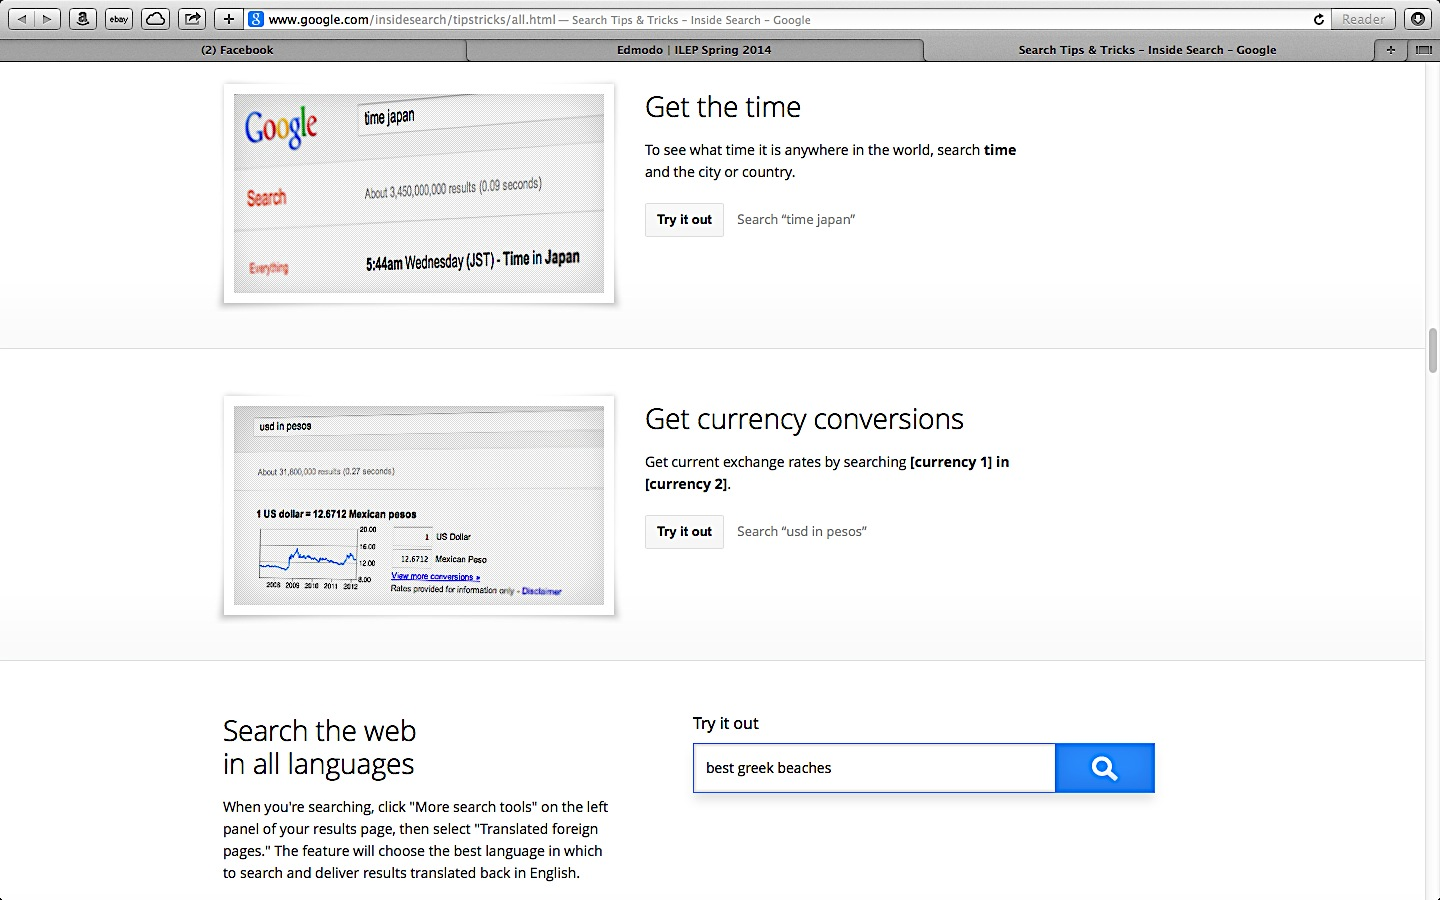 ebay
www.google.com/insidesearch/tipstricks/all.html — Search Tips & Tricks – Inside Search – Google
Reader
(2) Facebook
Edmodo | ILEP Spring 2014
Search Tips & Tricks – Inside Search – Google
Google
time japan
Search
About 3,450,000,000 results (0.09 seconds)
Everything
5:44am Wednesday (JST) - Time in Japan
Get the time
To see what time it is anywhere in the world, search time
and the city or country.
Try it out
Search “time japan”
usd in pesos
About 31,800,000 results (0.27 seconds)
1 US dollar = 12.6712 Mexican pesos
20.00
16.00
12.00
8.00
2008 2009 2010 2011 2012
1 US Dollar
12.6712 Mexican Peso
View more conversions »
Rates provided for information only - Disclaimer
Get currency conversions
Get current exchange rates by searching [currency 1] in
[currency 2].
Try it out
Search “usd in pesos”
Search the web
in all languages
When you're searching, click "More search tools" on the left
panel of your results page, then select "Translated foreign
pages." The feature will choose the best language in which
to search and deliver results translated back in English.
Try it out
best greek beaches